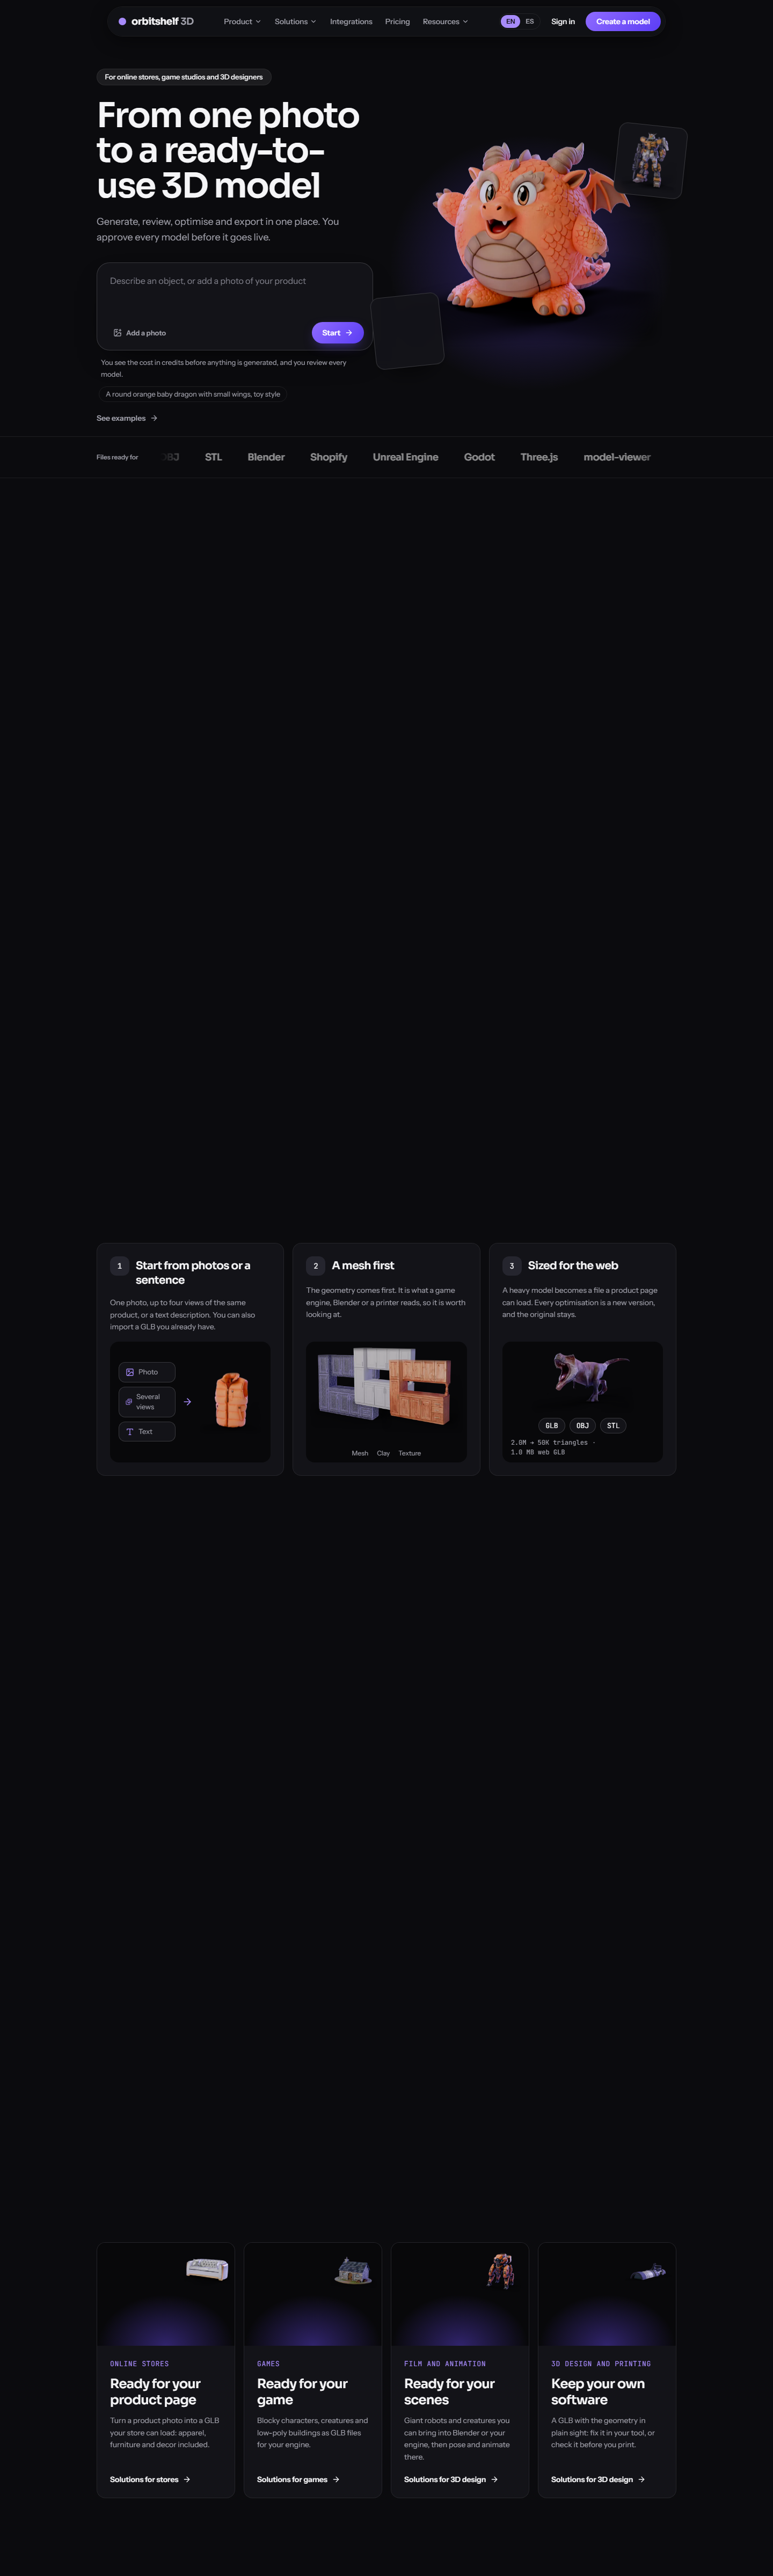 orbitshelf 3D
Product
Solutions
Integrations
Pricing
Resources
EN
ES
Sign in
Create a model
For online stores, game studios and 3D designers
From one photo
to a ready-to-
use 3D model
Generate, review, optimise and export in one place. You
approve every model before it goes live.
Describe an object, or add a photo of your product
Add a photo
Start
You see the cost in credits before anything is generated, and you review every
model.
A round orange baby dragon with small wings, toy style
See examples
Files ready for
OBJ
STL
Blender
Shopify
Unreal Engine
Godot
Three.js
model-viewer
1
Start from photos or a
sentence
One photo, up to four views of the same
product, or a text description. You can also
import a GLB you already have.
Photo
Several
views
Text
2
A mesh first
The geometry comes first. It is what a game
engine, Blender or a printer reads, so it is worth
looking at.
Mesh
Clay
Texture
3
Sized for the web
A heavy model becomes a file a product page
can load. Every optimisation is a new version,
and the original stays.
GLB
OBJ
STL
2.0M → 50K triangles ·
1.0 MB web GLB
ONLINE STORES
Ready for your
product page
Turn a product photo into a GLB
your store can load: apparel,
furniture and decor included.
Solutions for stores
GAMES
Ready for your
game
Blocky characters, creatures and
low-poly buildings as GLB files
for your engine.
Solutions for games
FILM AND ANIMATION
Ready for your
scenes
Giant robots and creatures you
can bring into Blender or your
engine, then pose and animate
there.
Solutions for 3D design
3D DESIGN AND PRINTING
Keep your own
software
A GLB with the geometry in
plain sight: fix it in your tool, or
check it before you print.
Solutions for 3D design